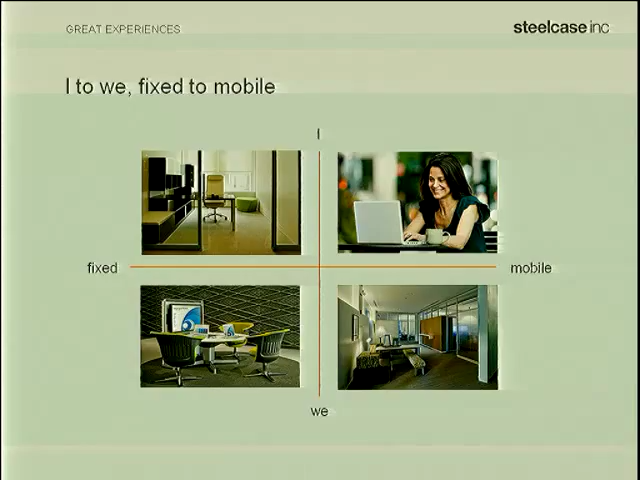 GREAT EXPERIENCES
steelcase inc
I to we, fixed to mobile
I
fixed
mobile
we